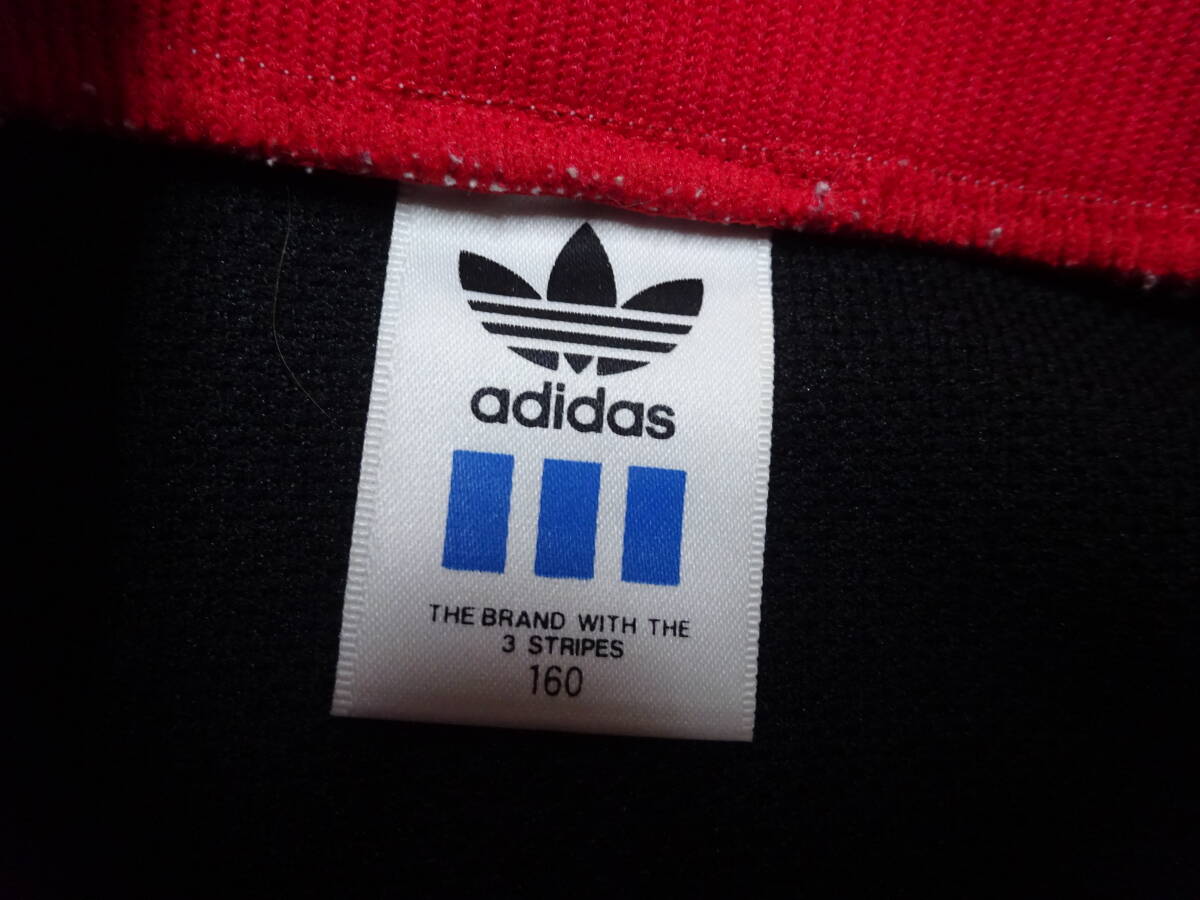 adidas
THE BRAND WITH THE
3 STRIPES
160